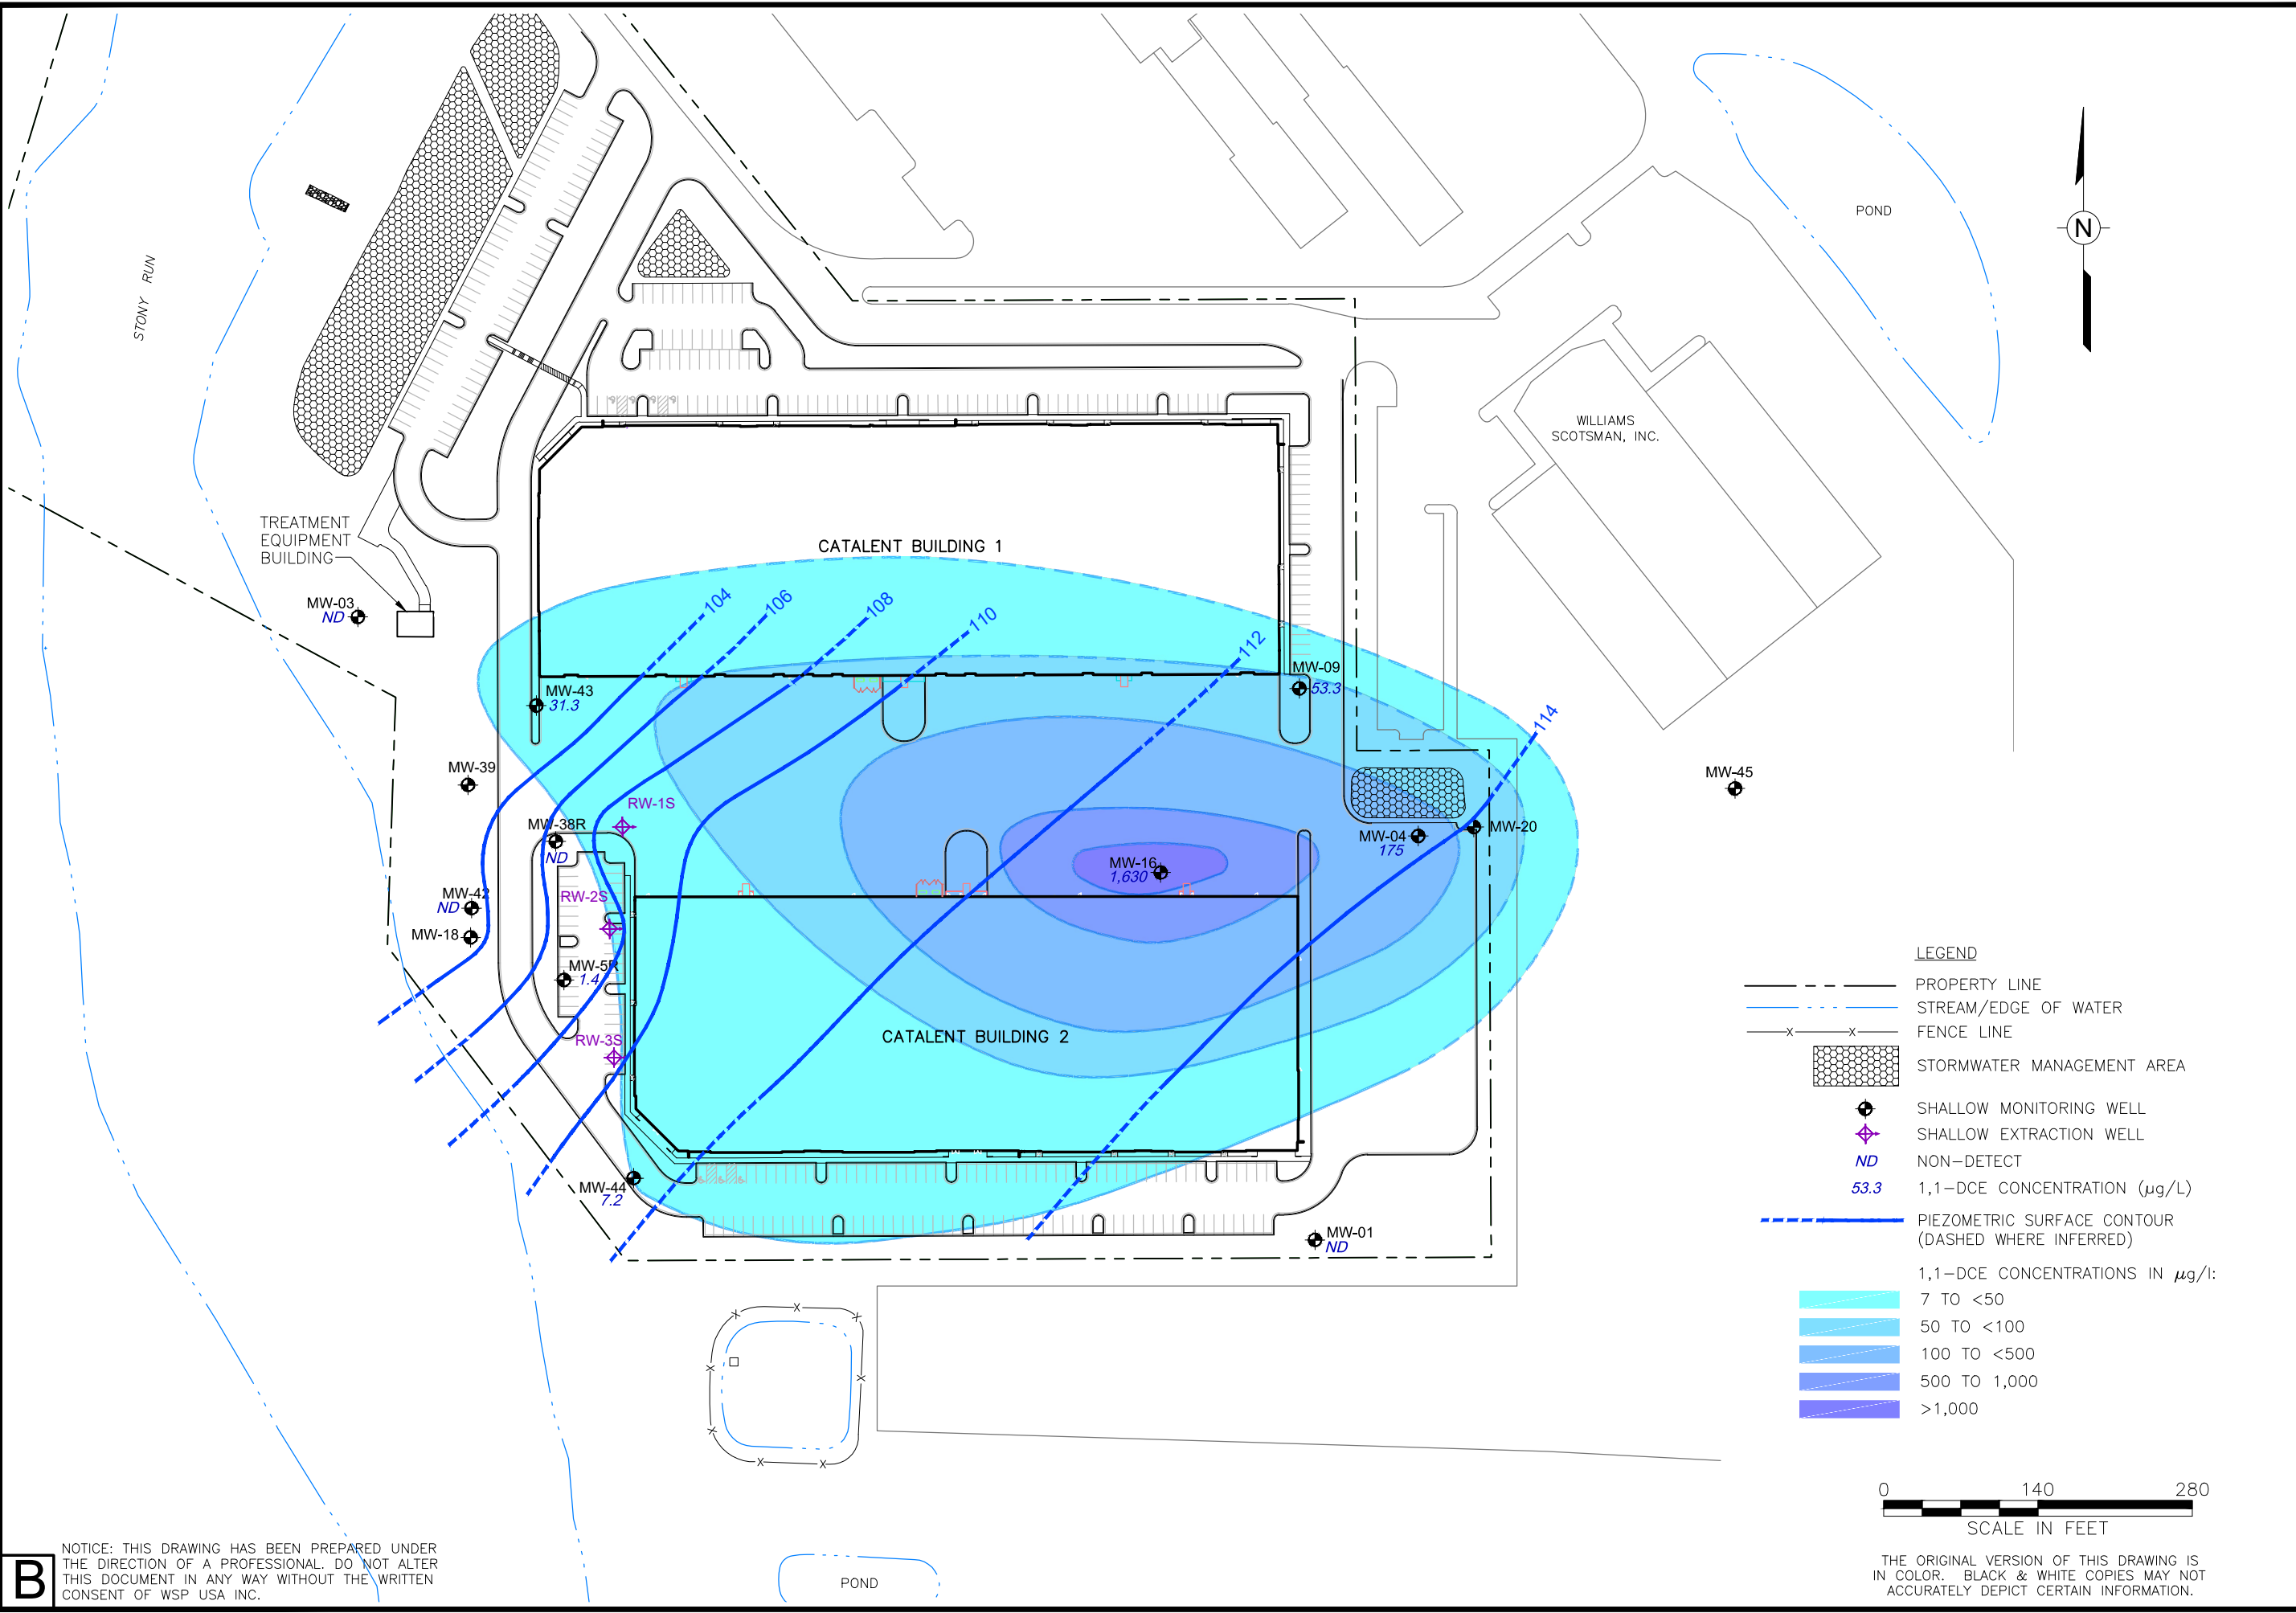 POND
N
STONY RUN
WILLIAMS
SCOTSMAN, INC.
TREATMENT
EQUIPMENT
BUILDING
CATALENT BUILDING 1
104
106
108
110
112
114
MW-03
ND
MW-43
31.3
MW-09
53.3
MW-39
MW-45
RW-1S
MW-38R
ND
MW-04
175
MW-20
MW-16
1,630
MW-42
ND
RW-2S
MW-18
MW-5R
1.4
RW-3S
CATALENT BUILDING 2
MW-44
7.2
MW-01
ND
X
X
X
X
X
X
X
X
POND
LEGEND
PROPERTY LINE
STREAM/EDGE OF WATER
X X FENCE LINE
STORMWATER MANAGEMENT AREA
SHALLOW MONITORING WELL
SHALLOW EXTRACTION WELL
ND NON-DETECT
53.3 1,1-DCE CONCENTRATION (µg/L)
PIEZOMETRIC SURFACE CONTOUR
(DASHED WHERE INFERRED)
1,1-DCE CONCENTRATIONS IN µg/l:
7 TO <50
50 TO <100
100 TO <500
500 TO 1,000
>1,000
0 140 280
SCALE IN FEET
THE ORIGINAL VERSION OF THIS DRAWING IS
IN COLOR. BLACK & WHITE COPIES MAY NOT
ACCURATELY DEPICT CERTAIN INFORMATION.
B
NOTICE: THIS DRAWING HAS BEEN PREPARED UNDER
THE DIRECTION OF A PROFESSIONAL. DO NOT ALTER
THIS DOCUMENT IN ANY WAY WITHOUT THE WRITTEN
CONSENT OF WSP USA INC.